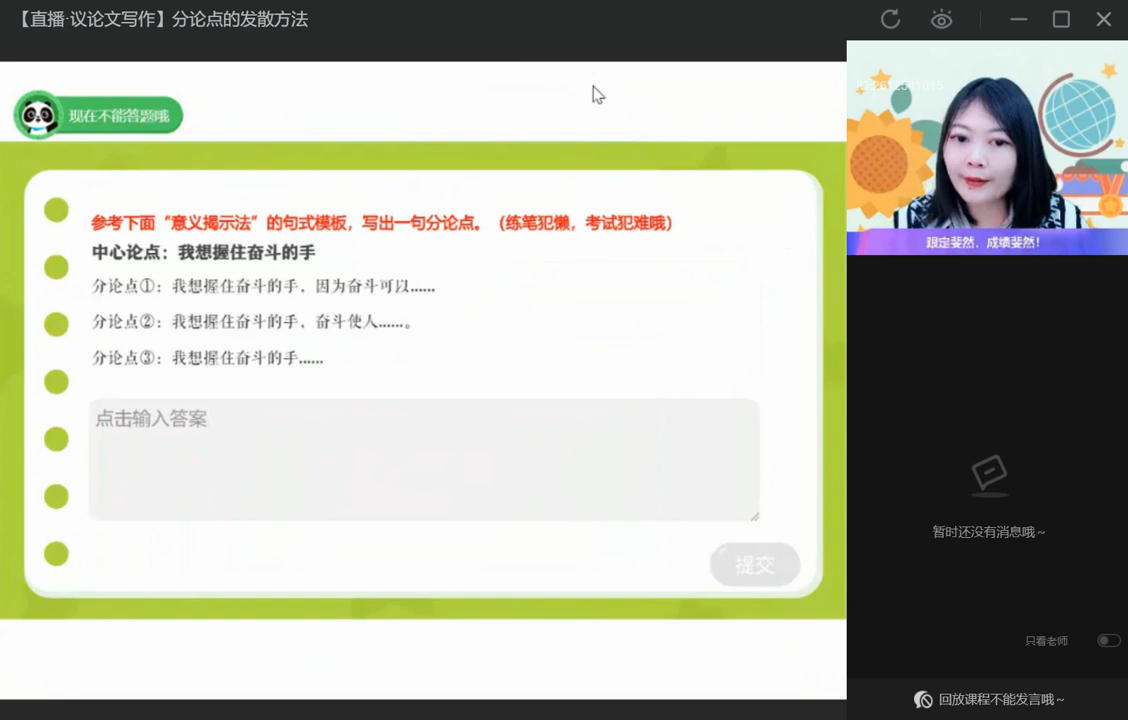 【直播·议论文写作】分论点的发散方法
现在不能答题哦
参考下面“意义揭示法”的句式模板，写出一句分论点。（练笔犯懒，考试犯难哦）
中心论点：我想握住奋斗的手
分论点①：我想握住奋斗的手，因为奋斗可以……
分论点②：我想握住奋斗的手，奋斗使人……。
分论点③：我想握住奋斗的手……
点击输入答案
提交
跟定斐然，成绩斐然！
暂时还没有消息哦～
只看老师
回放课程不能发言哦～